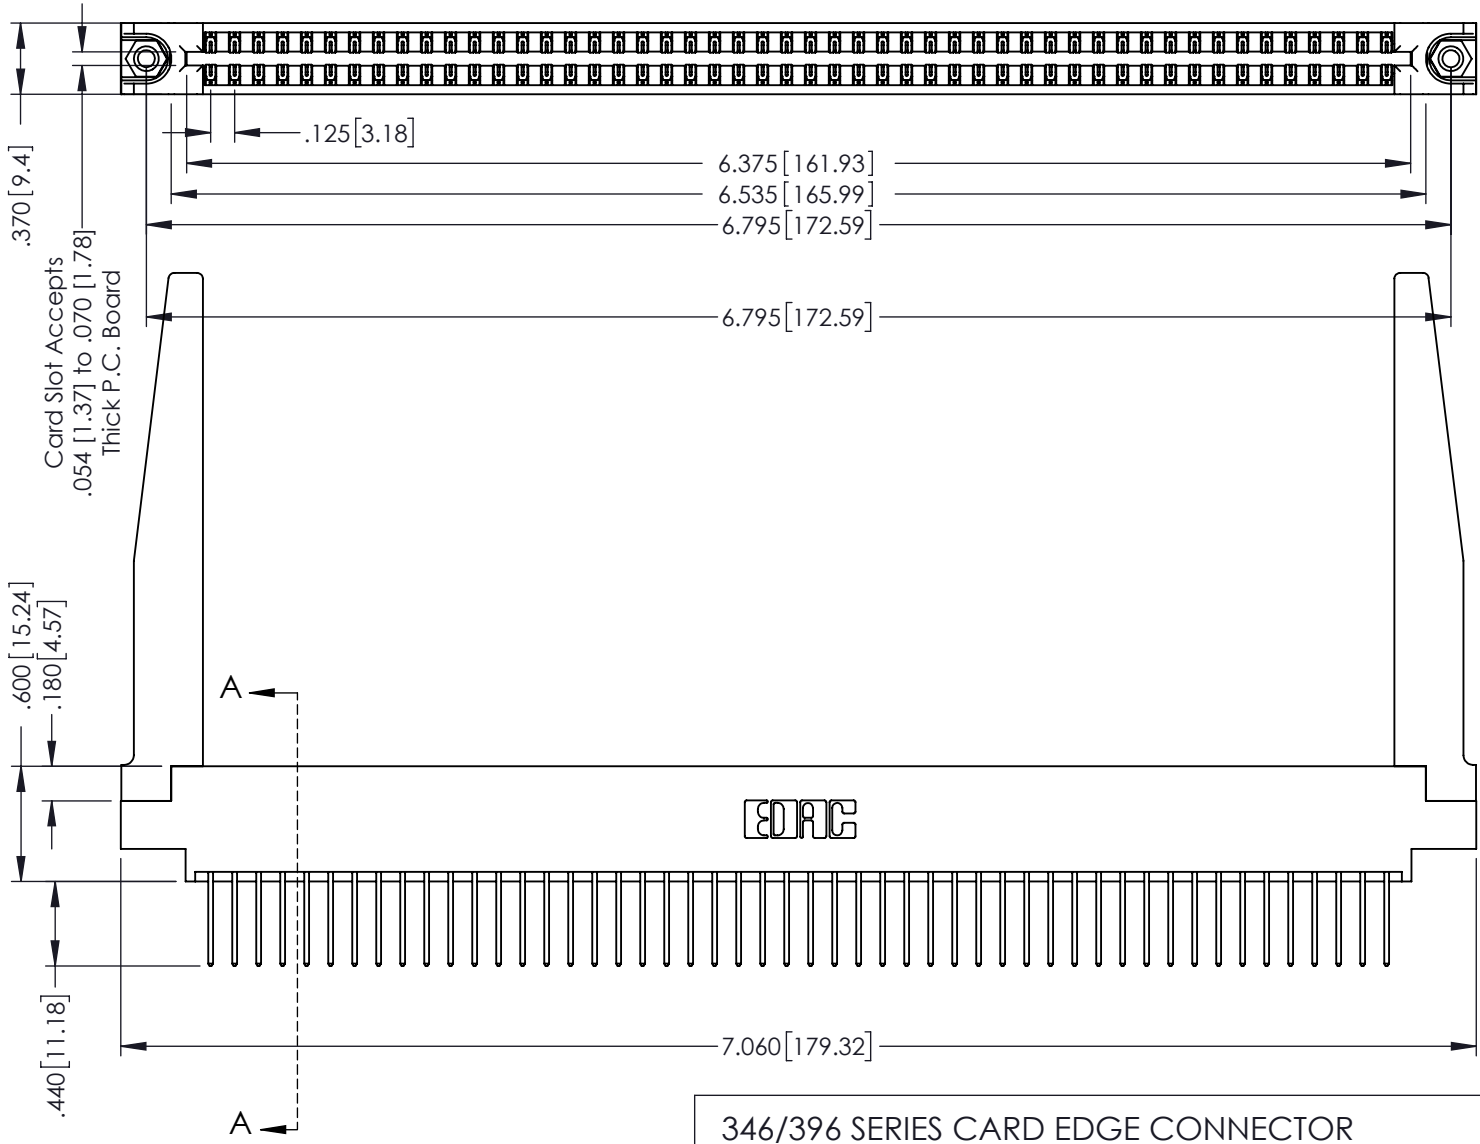 .370[9.4]
Card Slot Accepts
.054 [1.37] to .070 [1.78]
Thick P.C. Board
.125[3.18]
6.375[161.93]
6.535[165.99]
6.795[172.59]
6.795[172.59]
.600[15.24]
.180[4.57]
A
EDAC
.440[11.18]
7.060[179.32]
A
346/396 SERIES CARD EDGE CONNECTOR